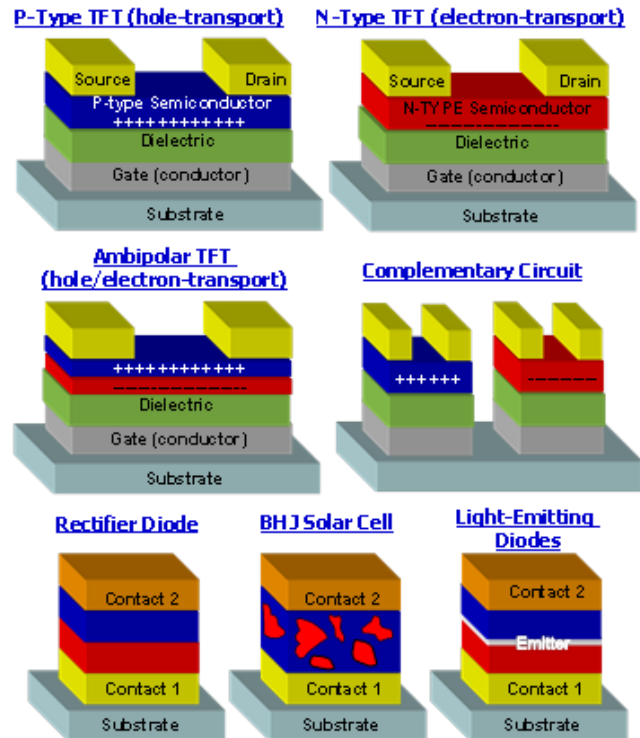 P-Type TFT (hole-transport)
N-Type TFT (electron-transport)
Source
Drain
P-type Semiconductor
++++++++++++
Dielectric
Gate (conductor)
Substrate
Source
Drain
N-TYPE Semiconductor
Dielectric
Gate (conductor)
Substrate
Ambipolar TFT
(hole/electron-transport)
Complementary Circuit
++++++++++++
Dielectric
Gate (conductor)
Substrate
++++++
Rectifier Diode
BHJ Solar Cell
Light-Emitting
Diodes
Contact 2
Contact 1
Substrate
Contact 2
Contact 1
Substrate
Contact 2
Emitter
Contact 1
Substrate